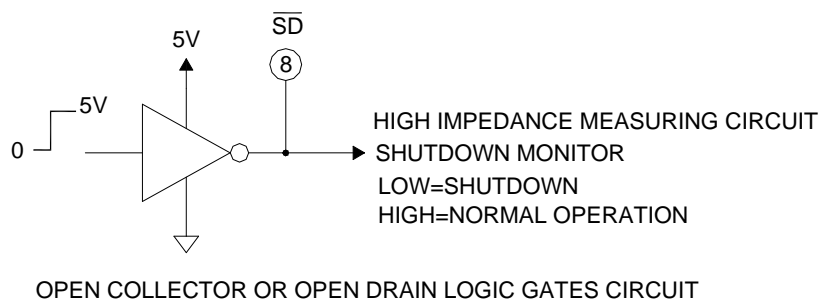 SD
5V
8
5V
0
HIGH IMPEDANCE MEASURING CIRCUIT
SHUTDOWN MONITOR
LOW=SHUTDOWN
HIGH=NORMAL OPERATION
OPEN COLLECTOR OR OPEN DRAIN LOGIC GATES CIRCUIT